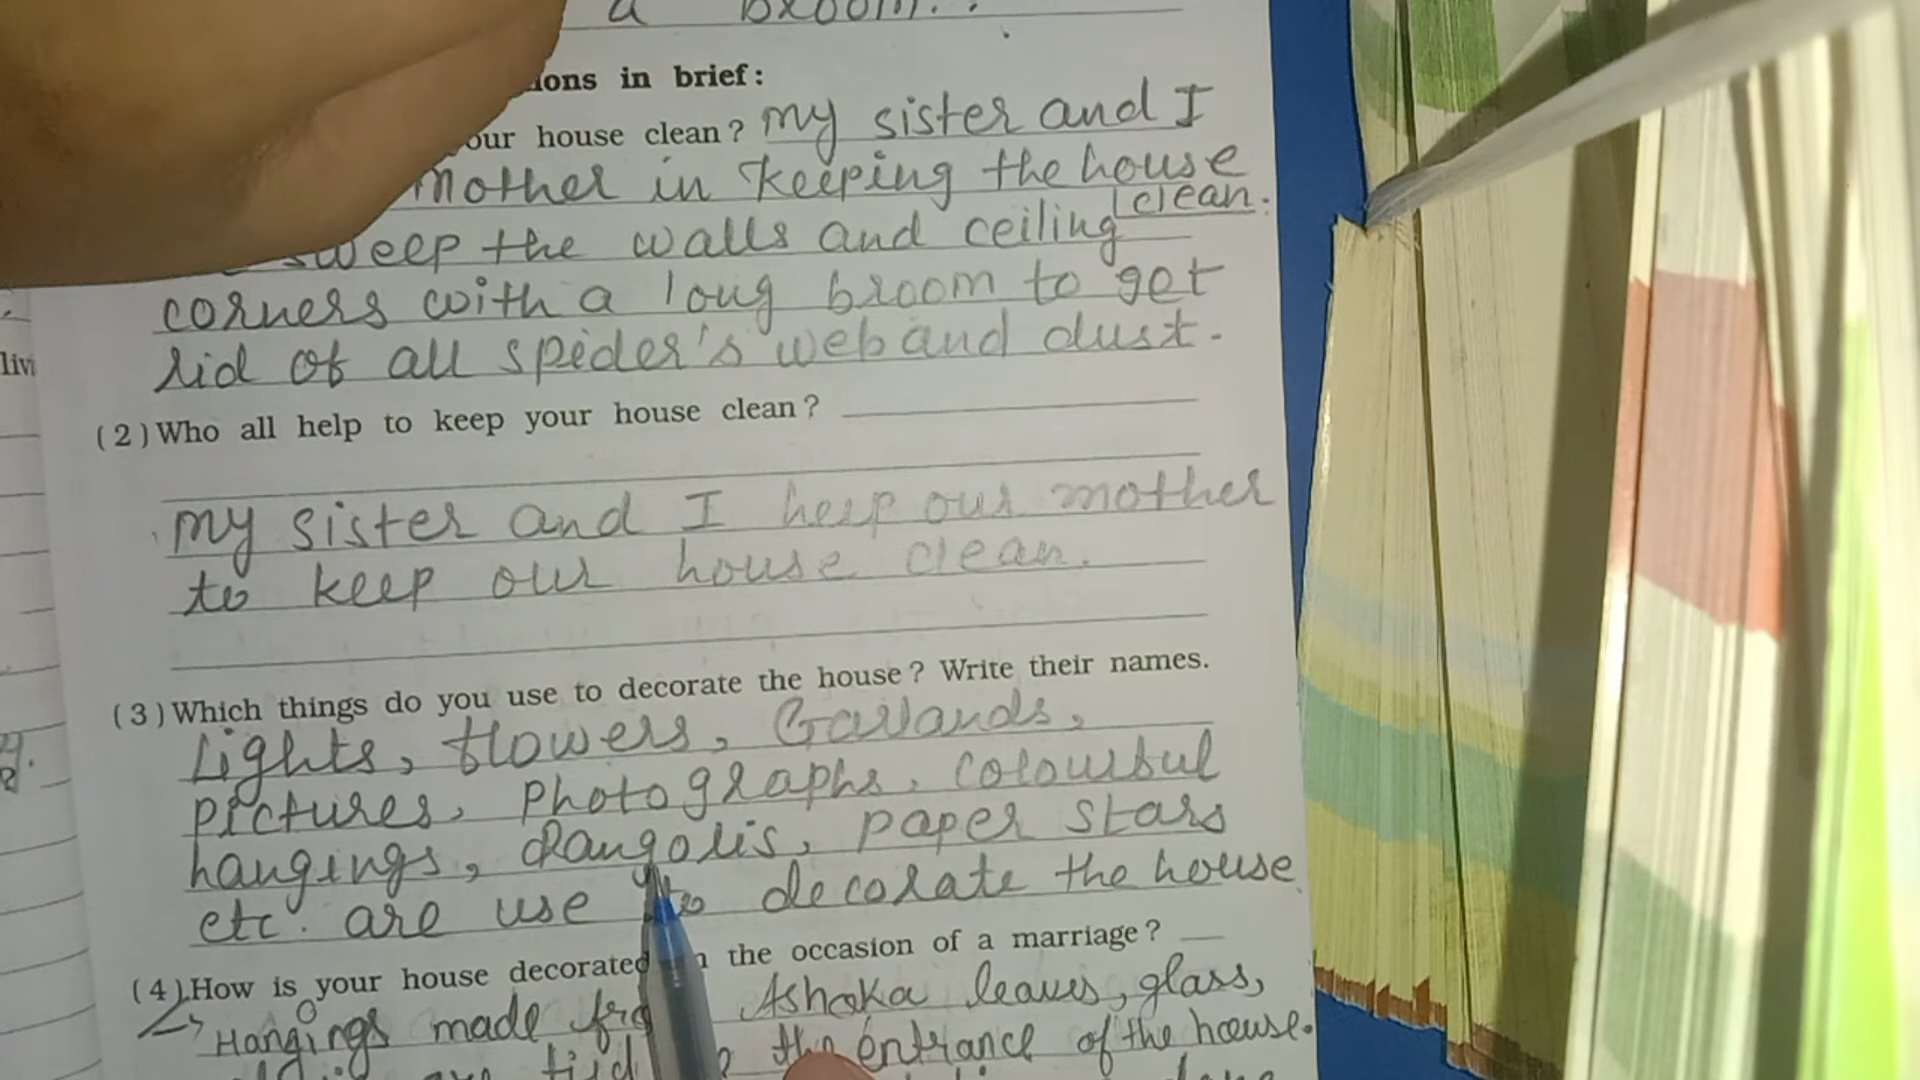 a broom.
ions in brief:
our house clean? my sister and I
mother in keeping the house
clean.
sweep the walls and ceiling
corners with a long broom to get
rid of all spider's web and dust.
(2) Who all help to keep your house clean?
my sister and I help our mother
to keep our house clean.
(3) Which things do you use to decorate the house? Write their names.
Lights, flowers, Garlands,
pictures, photographs, colourful
hangings, Rangolis, paper stars
etc. are use to decorate the house
(4) How is your house decorated the occasion of a marriage?
Hangings made Ashoka leaves, glass,
the entrance of the house.
livi